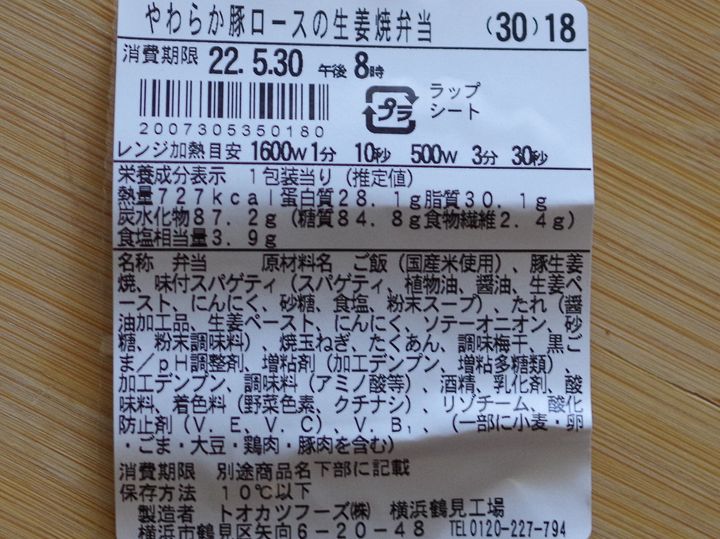 やわらか豚ロースの生姜焼弁当 (30)18
消費期限 22.5.30 午後 8時
プラ
ラップ
シート
2007305350180
レンジ加熱目安 1600W 1分 10秒 500W 3分 30秒
栄養成分表示 1包装当り（推定値）
熱量727kcal蛋白質28.1g脂質30.1g
炭水化物87.2g（糖質84.8g食物繊維2.4g）
食塩相当量3.9g
名称 弁当 原材料名 ご飯（国産米使用）、豚生姜
焼、味付スパゲティ（スパゲティ、植物油、醤油、生姜ペ
ースト、にんにく、砂糖、食塩、粉末スープ）、たれ（醤
油加工品、生姜ペースト、にんにく、ソテーオニオン、砂
糖、粉末調味料）、焼玉ねぎ、たくあん、調味梅干、黒ご
ま／pH調整剤、増粘剤（加工デンプン、増粘多糖類）、
加工デンプン、調味料（アミノ酸等）、酒精、乳化剤、酸
味料、着色料（野菜色素、クチナシ）、リゾチーム、酸化
防止剤（V.E、V.C）、V.B₁、（一部に小麦・卵
・ごま・大豆・鶏肉・豚肉を含む）
消費期限 別途商品名下部に記載
保存方法 10℃以下
製造者 トオカツフーズ㈱ 横浜鶴見工場
横浜市鶴見区矢向6-20-48 TEL0120-227-794